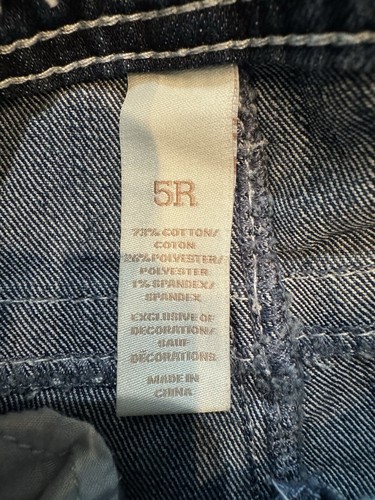 5R
73% COTTON/
COTON
26% POLYESTER/
POLYESTER
1% SPANDEX/
SPANDEX
EXCLUSIVE OF
DECORATION/
SAUF
DÉCORATIONS
MADE IN
CHINA